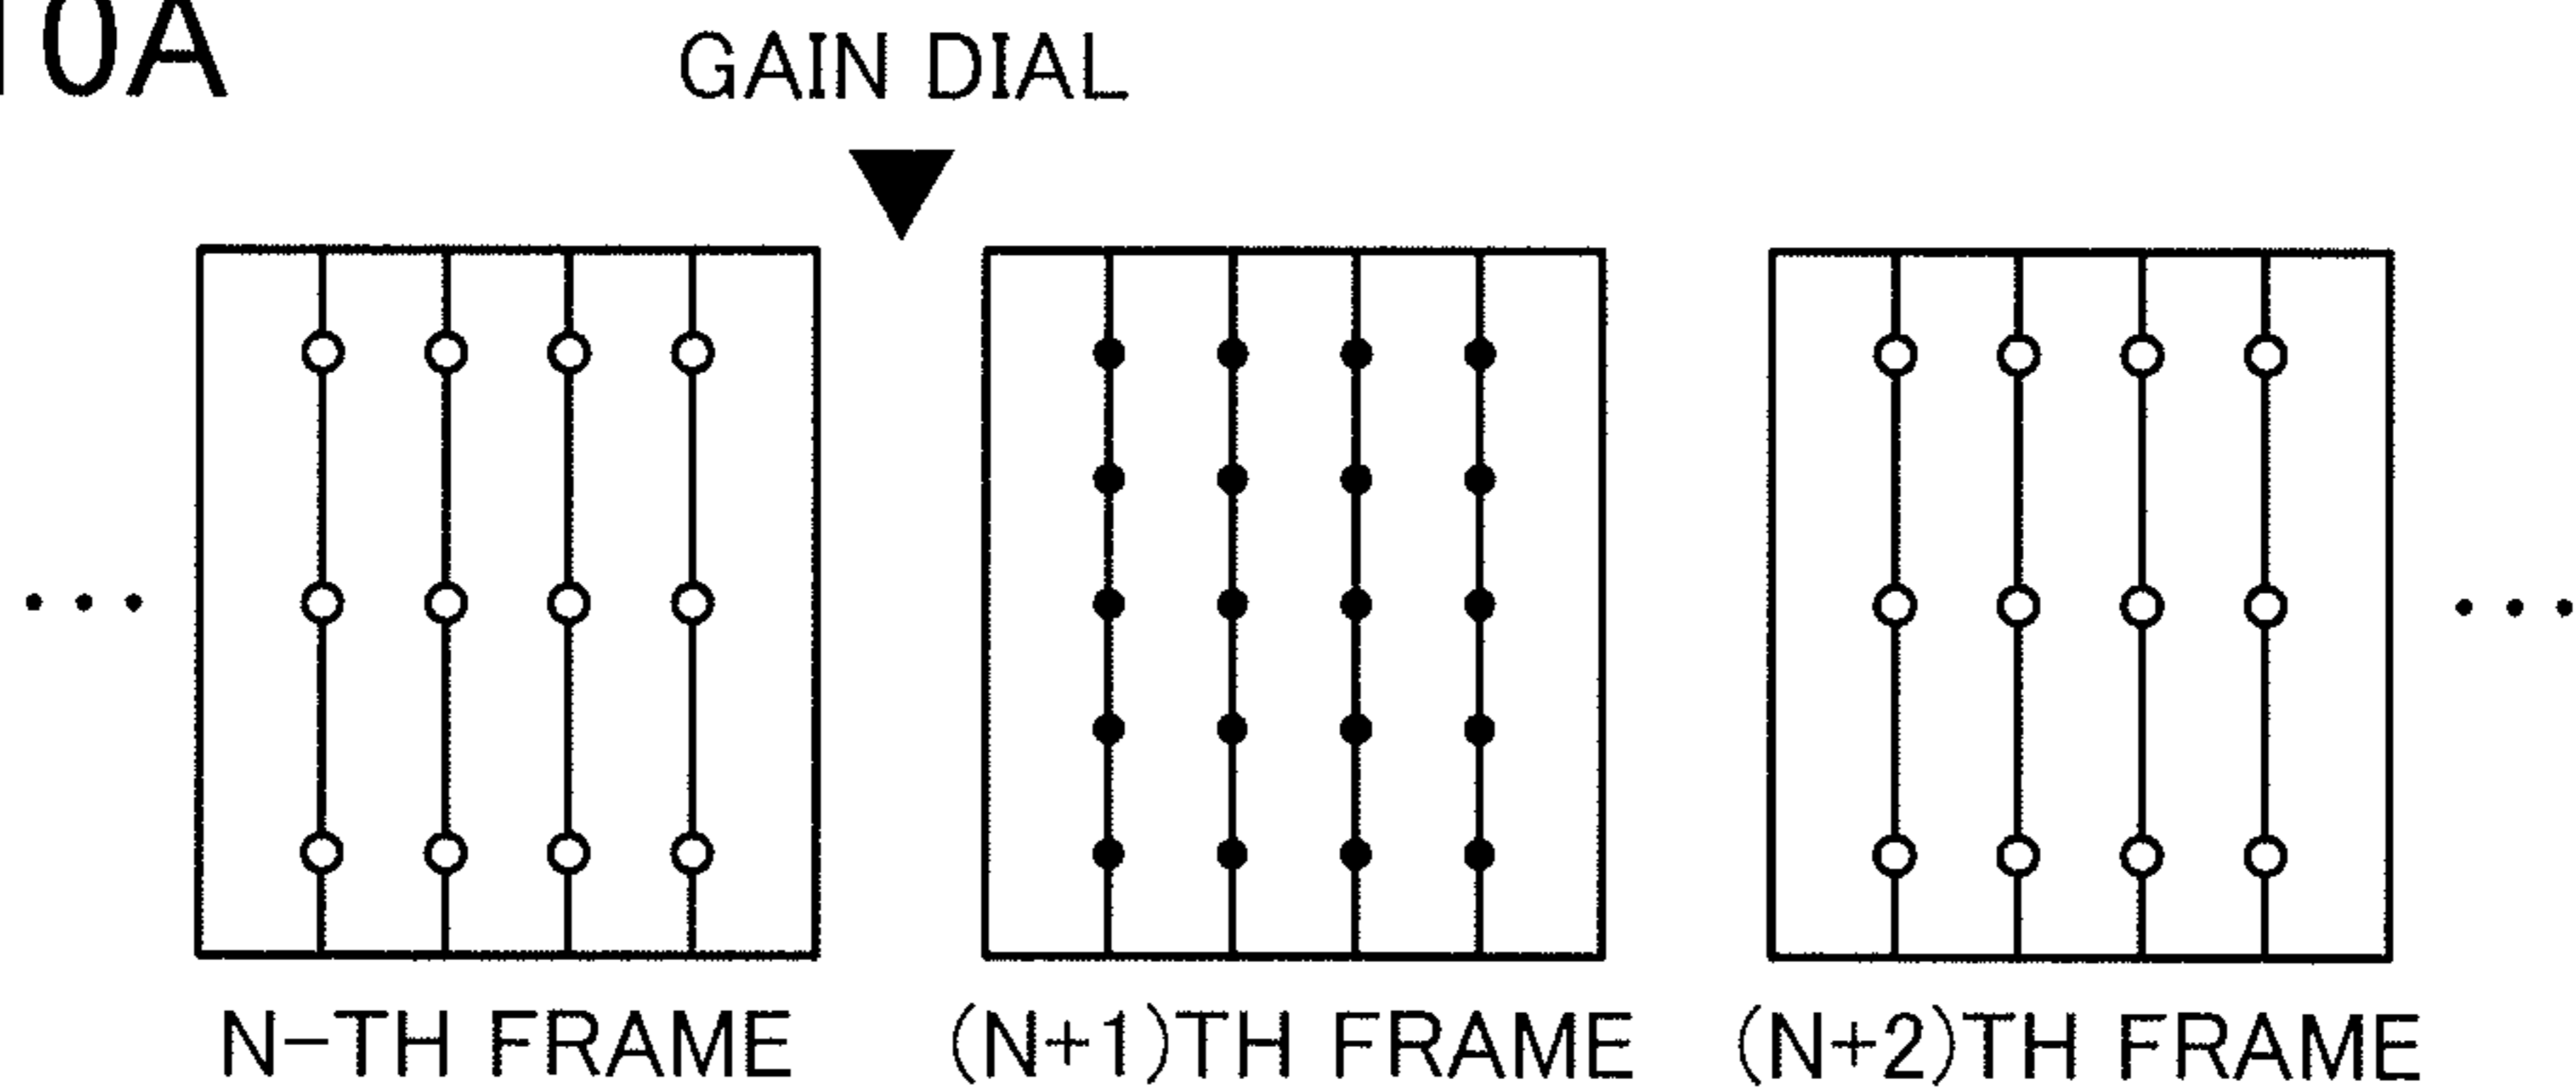 10A
GAIN DIAL
N-TH FRAME
(N+1)TH FRAME
(N+2)TH FRAME